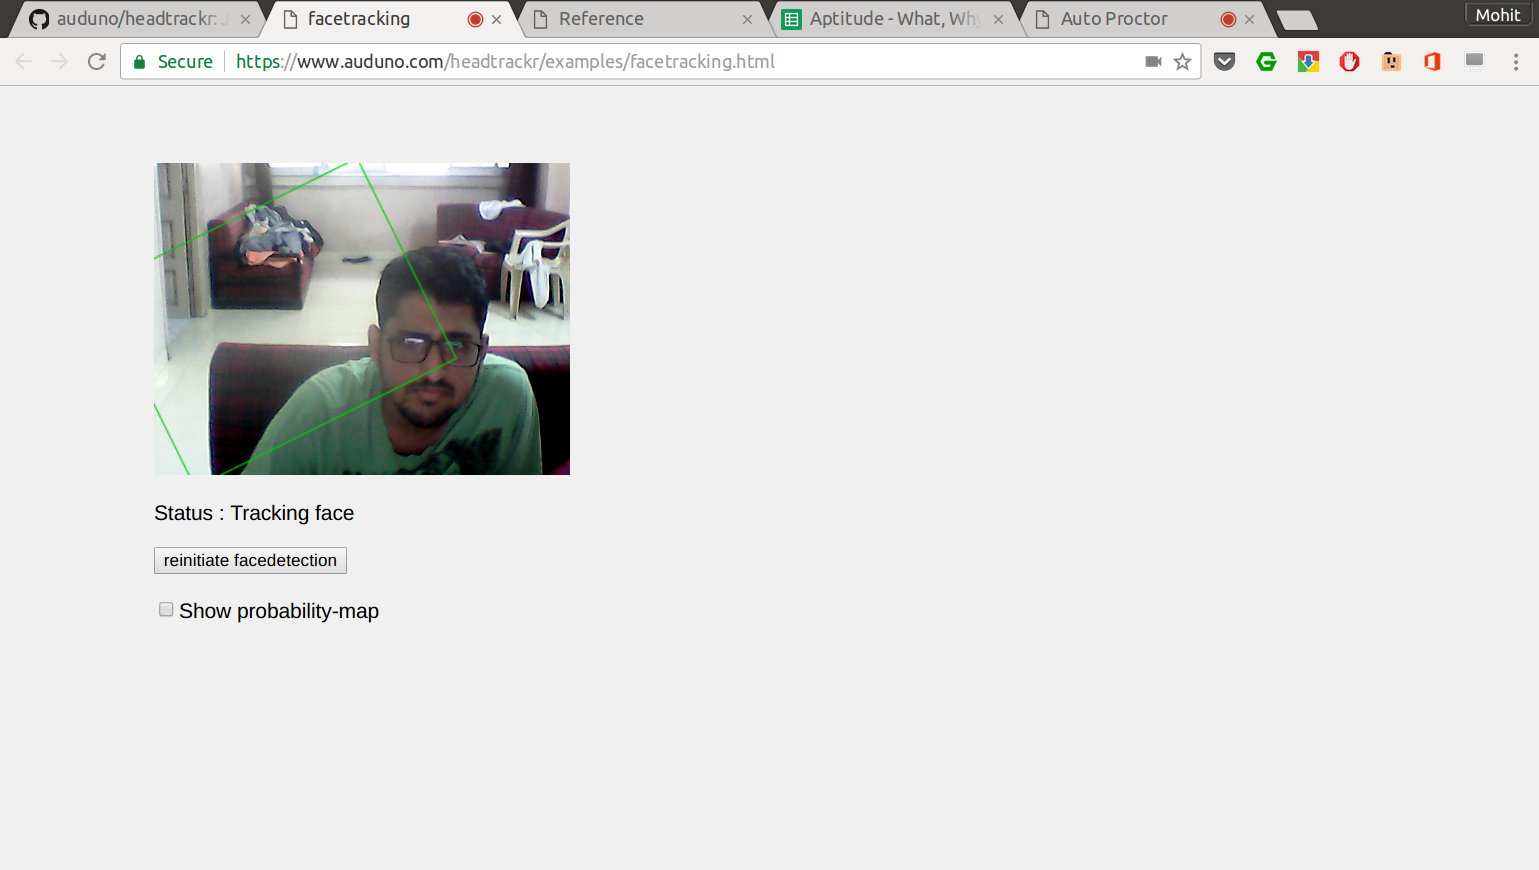 auduno/headtrackr: J
facetracking
Reference
Aptitude - What, Why
Auto Proctor
Mohit
Secure
https://www.auduno.com/headtrackr/examples/facetracking.html
Status : Tracking face
reinitiate facedetection
Show probability-map